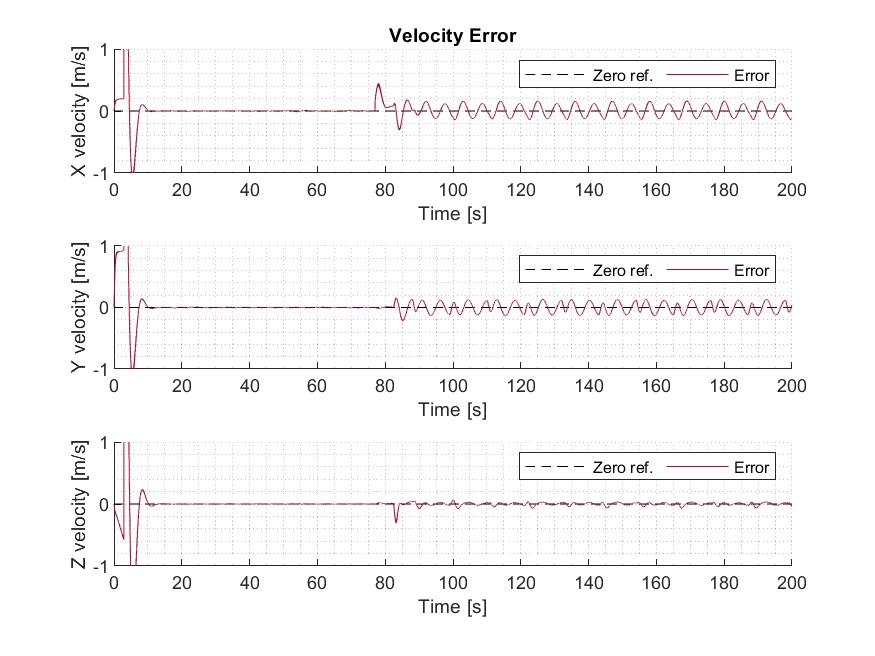 Velocity Error
X velocity [m/s]
1
0
-1
Zero ref. Error
0 20 40 60 80 100 120 140 160 180 200
Time [s]
Y velocity [m/s]
1
0
-1
Zero ref. Error
0 20 40 60 80 100 120 140 160 180 200
Time [s]
Z velocity [m/s]
1
0
-1
Zero ref. Error
0 20 40 60 80 100 120 140 160 180 200
Time [s]